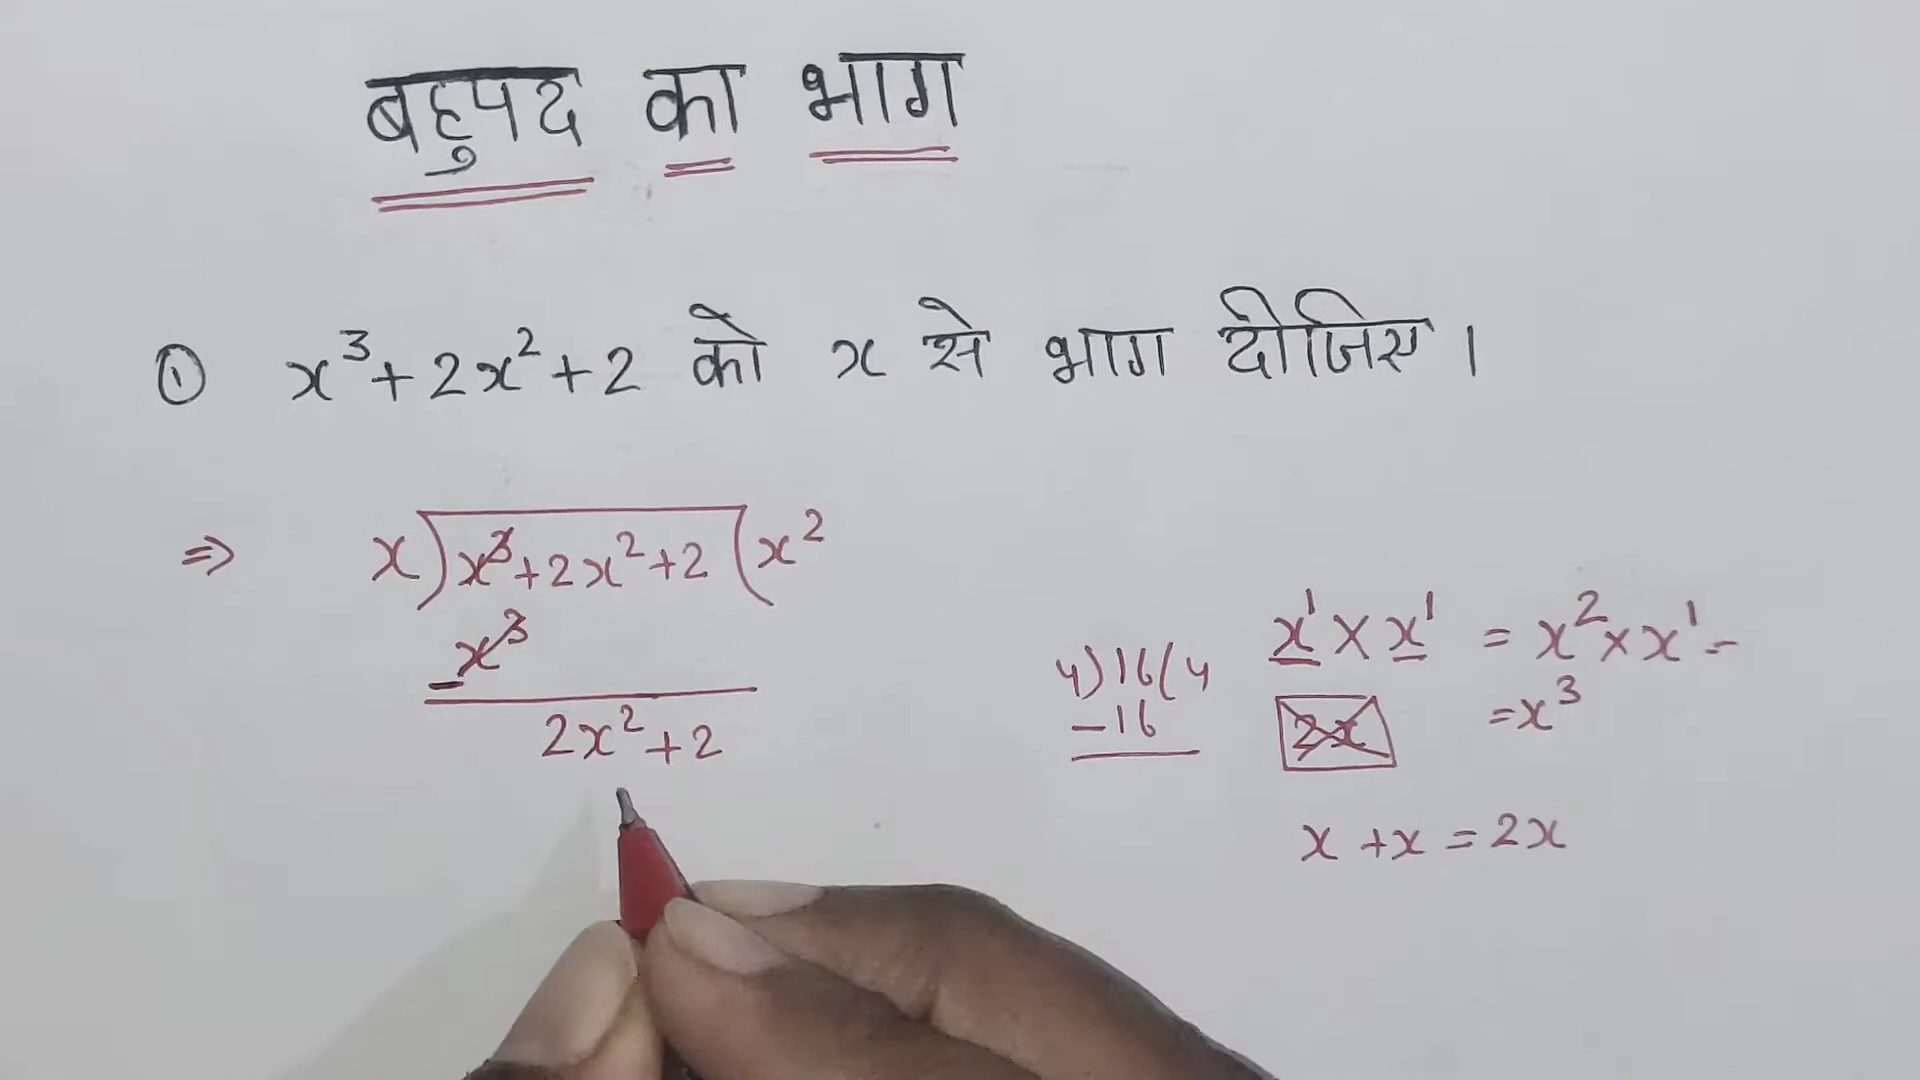 बहुपद का भाग
① x³+2x²+2 को x से भाग दीजिए।
⇒ x)x³+2x²+2(x²
-x³
2x²+2
4)16(4
-16
x¹×x¹ = x²×x¹-
2x =x³
x+x=2x